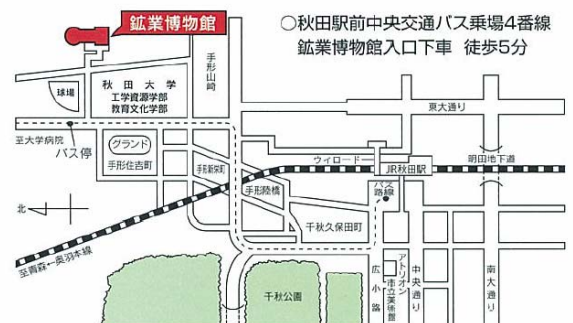 鉱業博物館
○秋田駅前中央交通バス乗場4番線
鉱業博物館入口下車 徒歩5分
秋田大学
工学資源学部
教育文化学部
球場
手形山崎
東大通り
至大学病院
バス停
グランド
手形住吉町
手形新栄町
ウィロード
JR秋田駅
明田地下道
手形陸橋
バス路線
北
千秋久保田町
至青森←奥羽本線
千秋公園
広小路
アトリオン
市立美術館
中央通り
南大通り